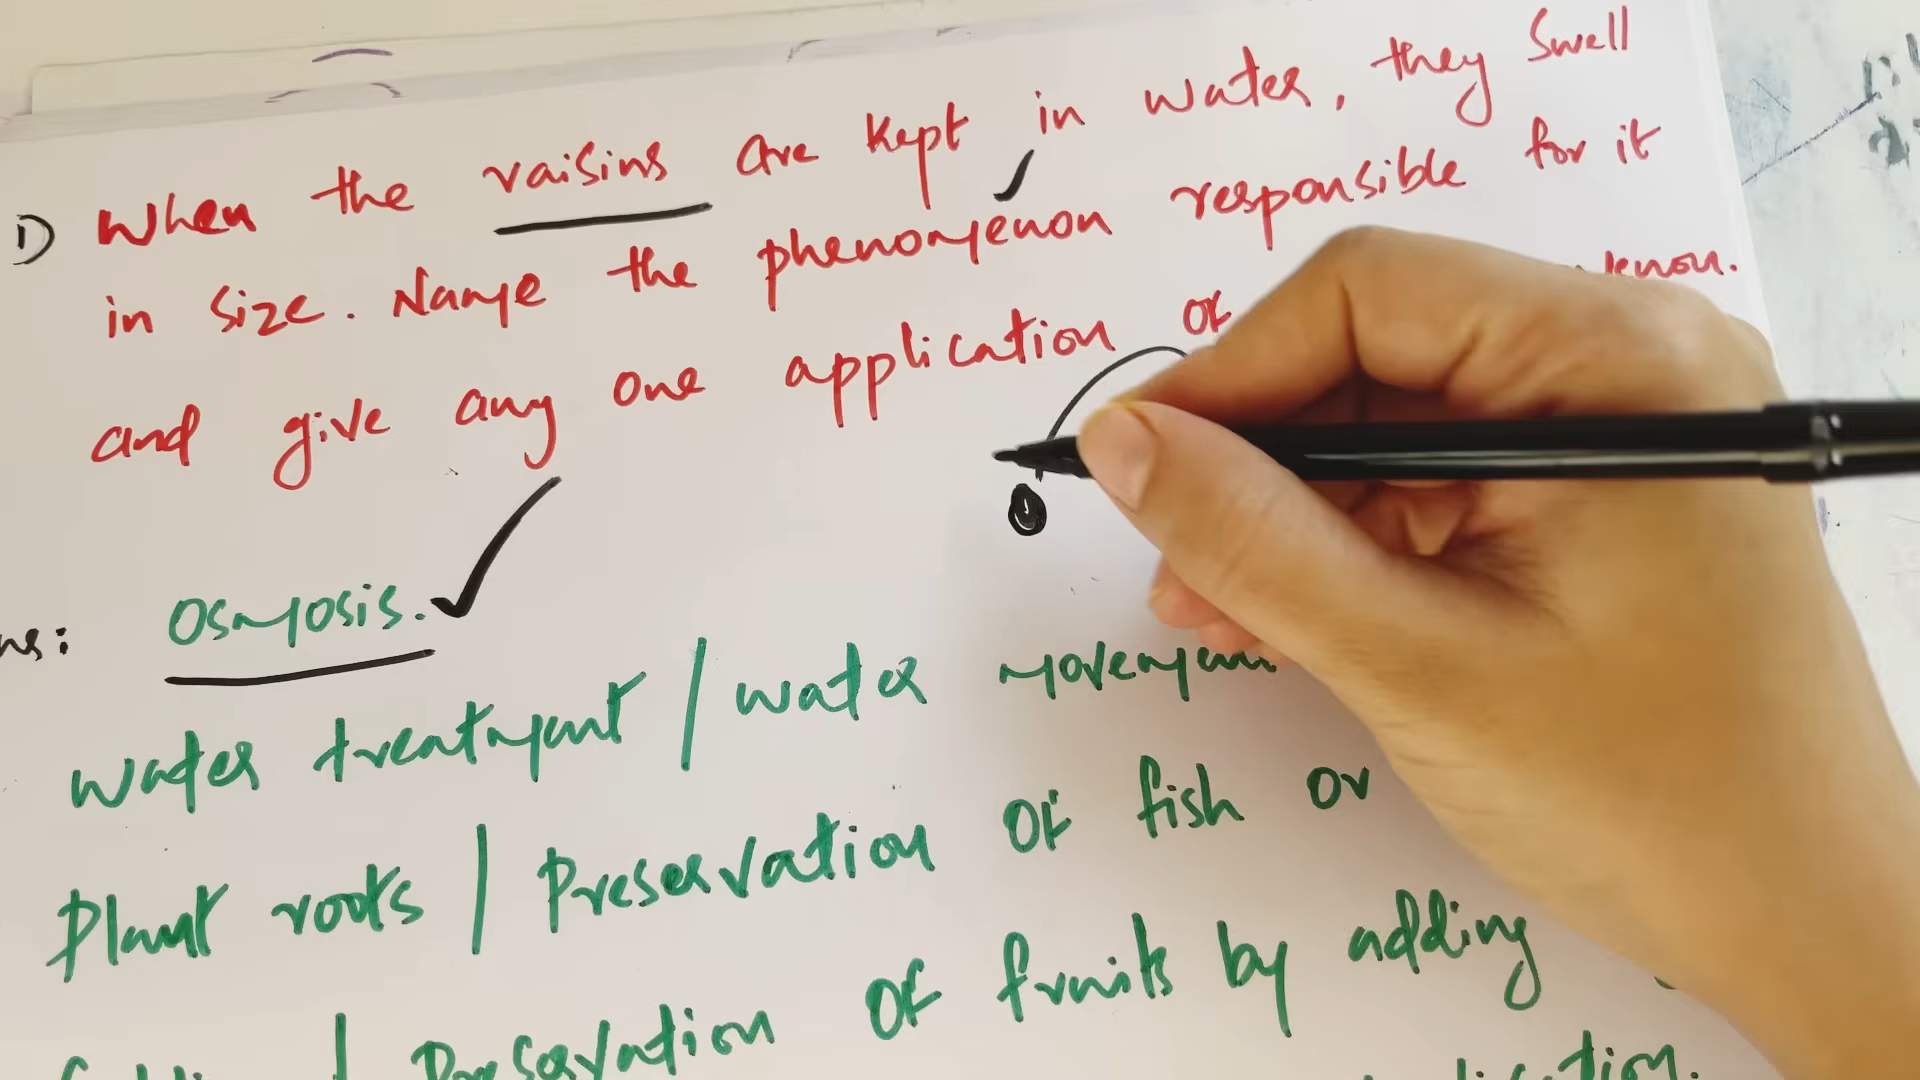 1) When the raisins are kept in water, they swell
in size. Name the phenomenon responsible for it
and give any one application of
Osmosis.
water treatment / water
Plant roots / Preservation of fish or
/ Preservation of fruits by adding